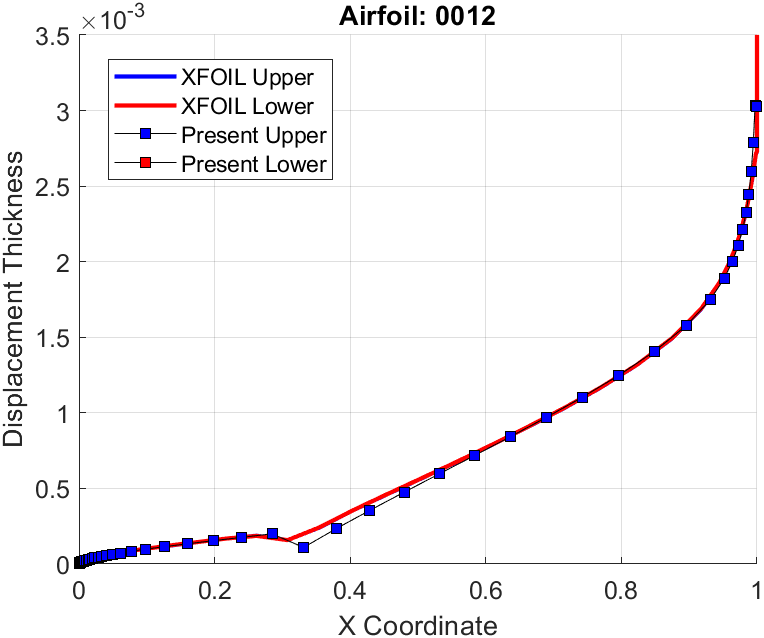 Airfoil: 0012
×10⁻³
3.5
3
2.5
2
1.5
1
0.5
0
Displacement Thickness
XFOIL Upper
XFOIL Lower
Present Upper
Present Lower
0 0.2 0.4 0.6 0.8 1
X Coordinate